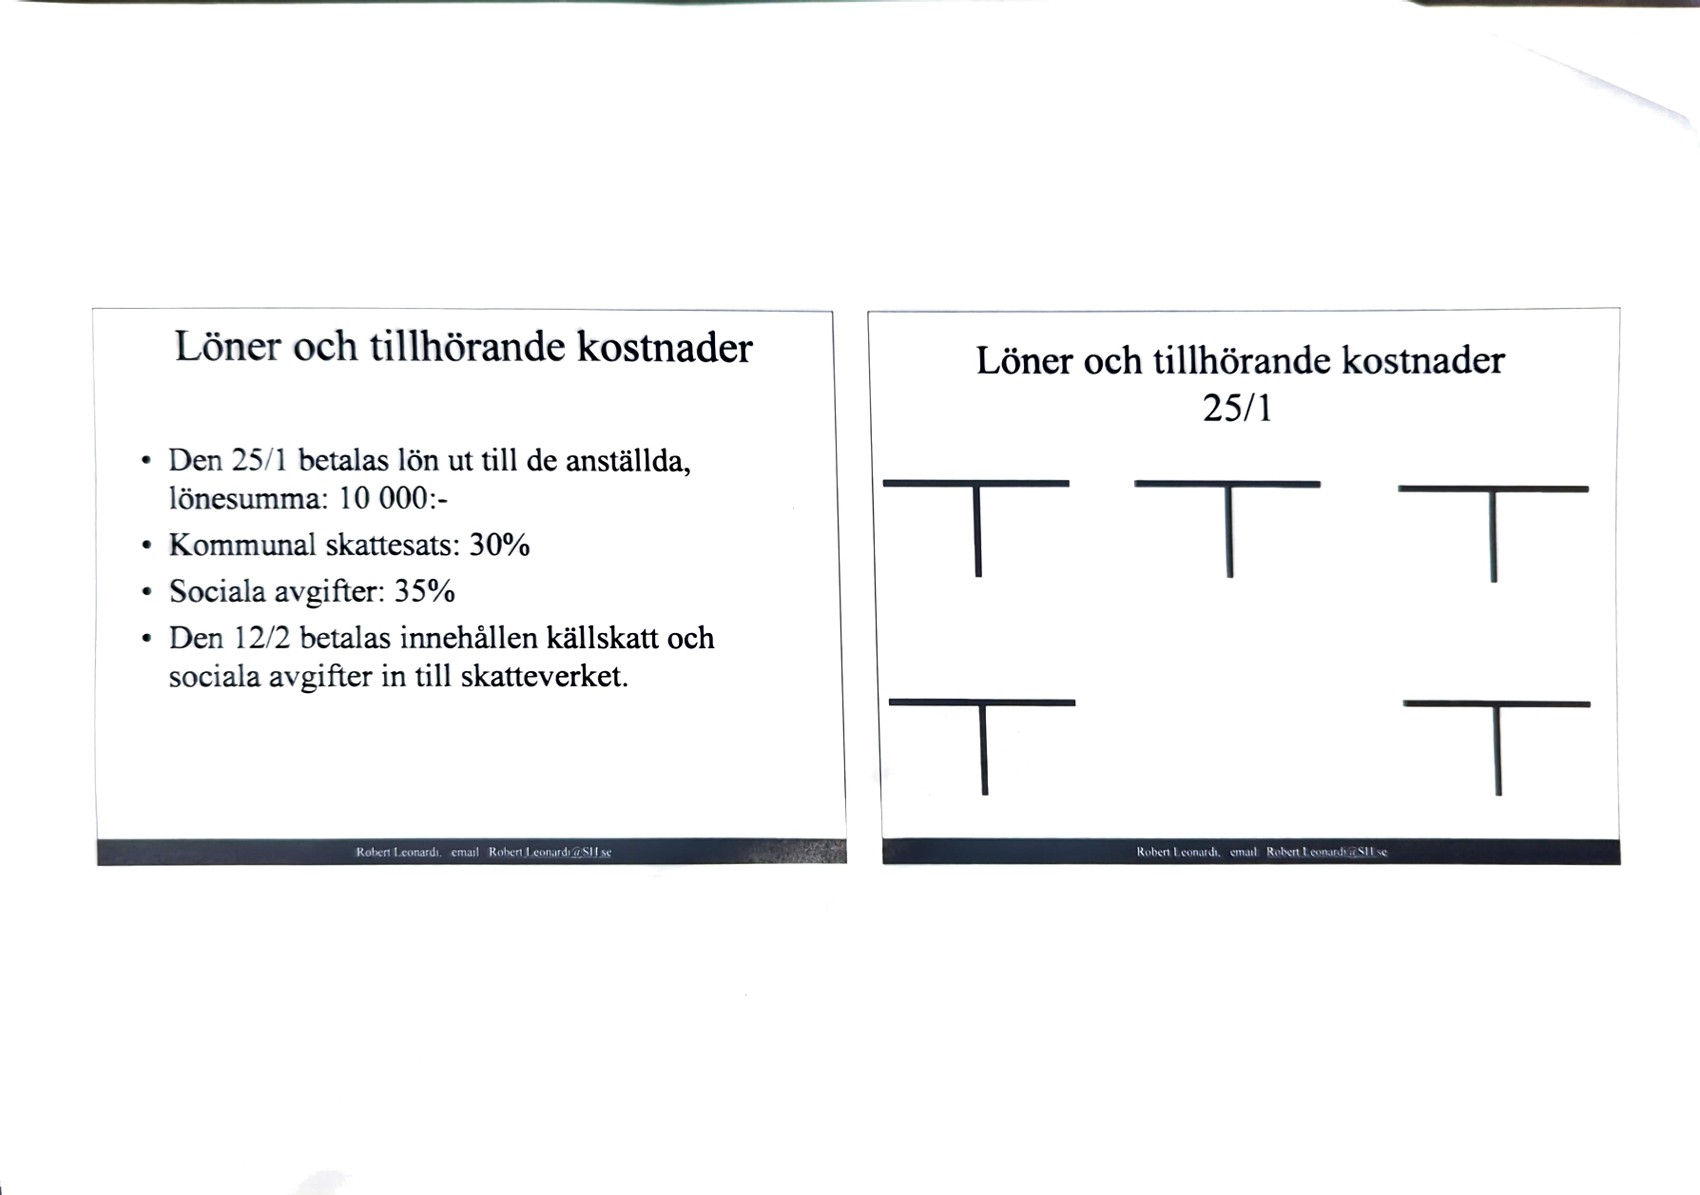 Löner och tillhörande kostnader
• Den 25/1 betalas lön ut till de anställda,
lönesumma: 10 000:-
• Kommunal skattesats: 30%
• Sociala avgifter: 35%
• Den 12/2 betalas innehållen källskatt och
sociala avgifter in till skatteverket.
Robert Leonardi, email Robert.Leonardi@SH.se
Löner och tillhörande kostnader
25/1
Robert Leonardi, email Robert.Leonardi@SH.se